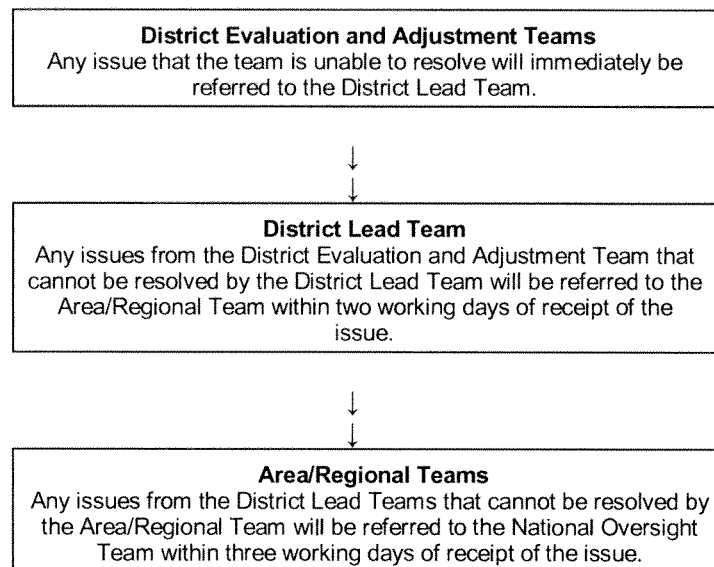 District Evaluation and Adjustment Teams
Any issue that the team is unable to resolve will immediately be
referred to the District Lead Team.
↓
↓
District Lead Team
Any issues from the District Evaluation and Adjustment Team that
cannot be resolved by the District Lead Team will be referred to the
Area/Regional Team within two working days of receipt of the
issue.
↓
↓
Area/Regional Teams
Any issues from the District Lead Teams that cannot be resolved by
the Area/Regional Team will be referred to the National Oversight
Team within three working days of receipt of the issue.